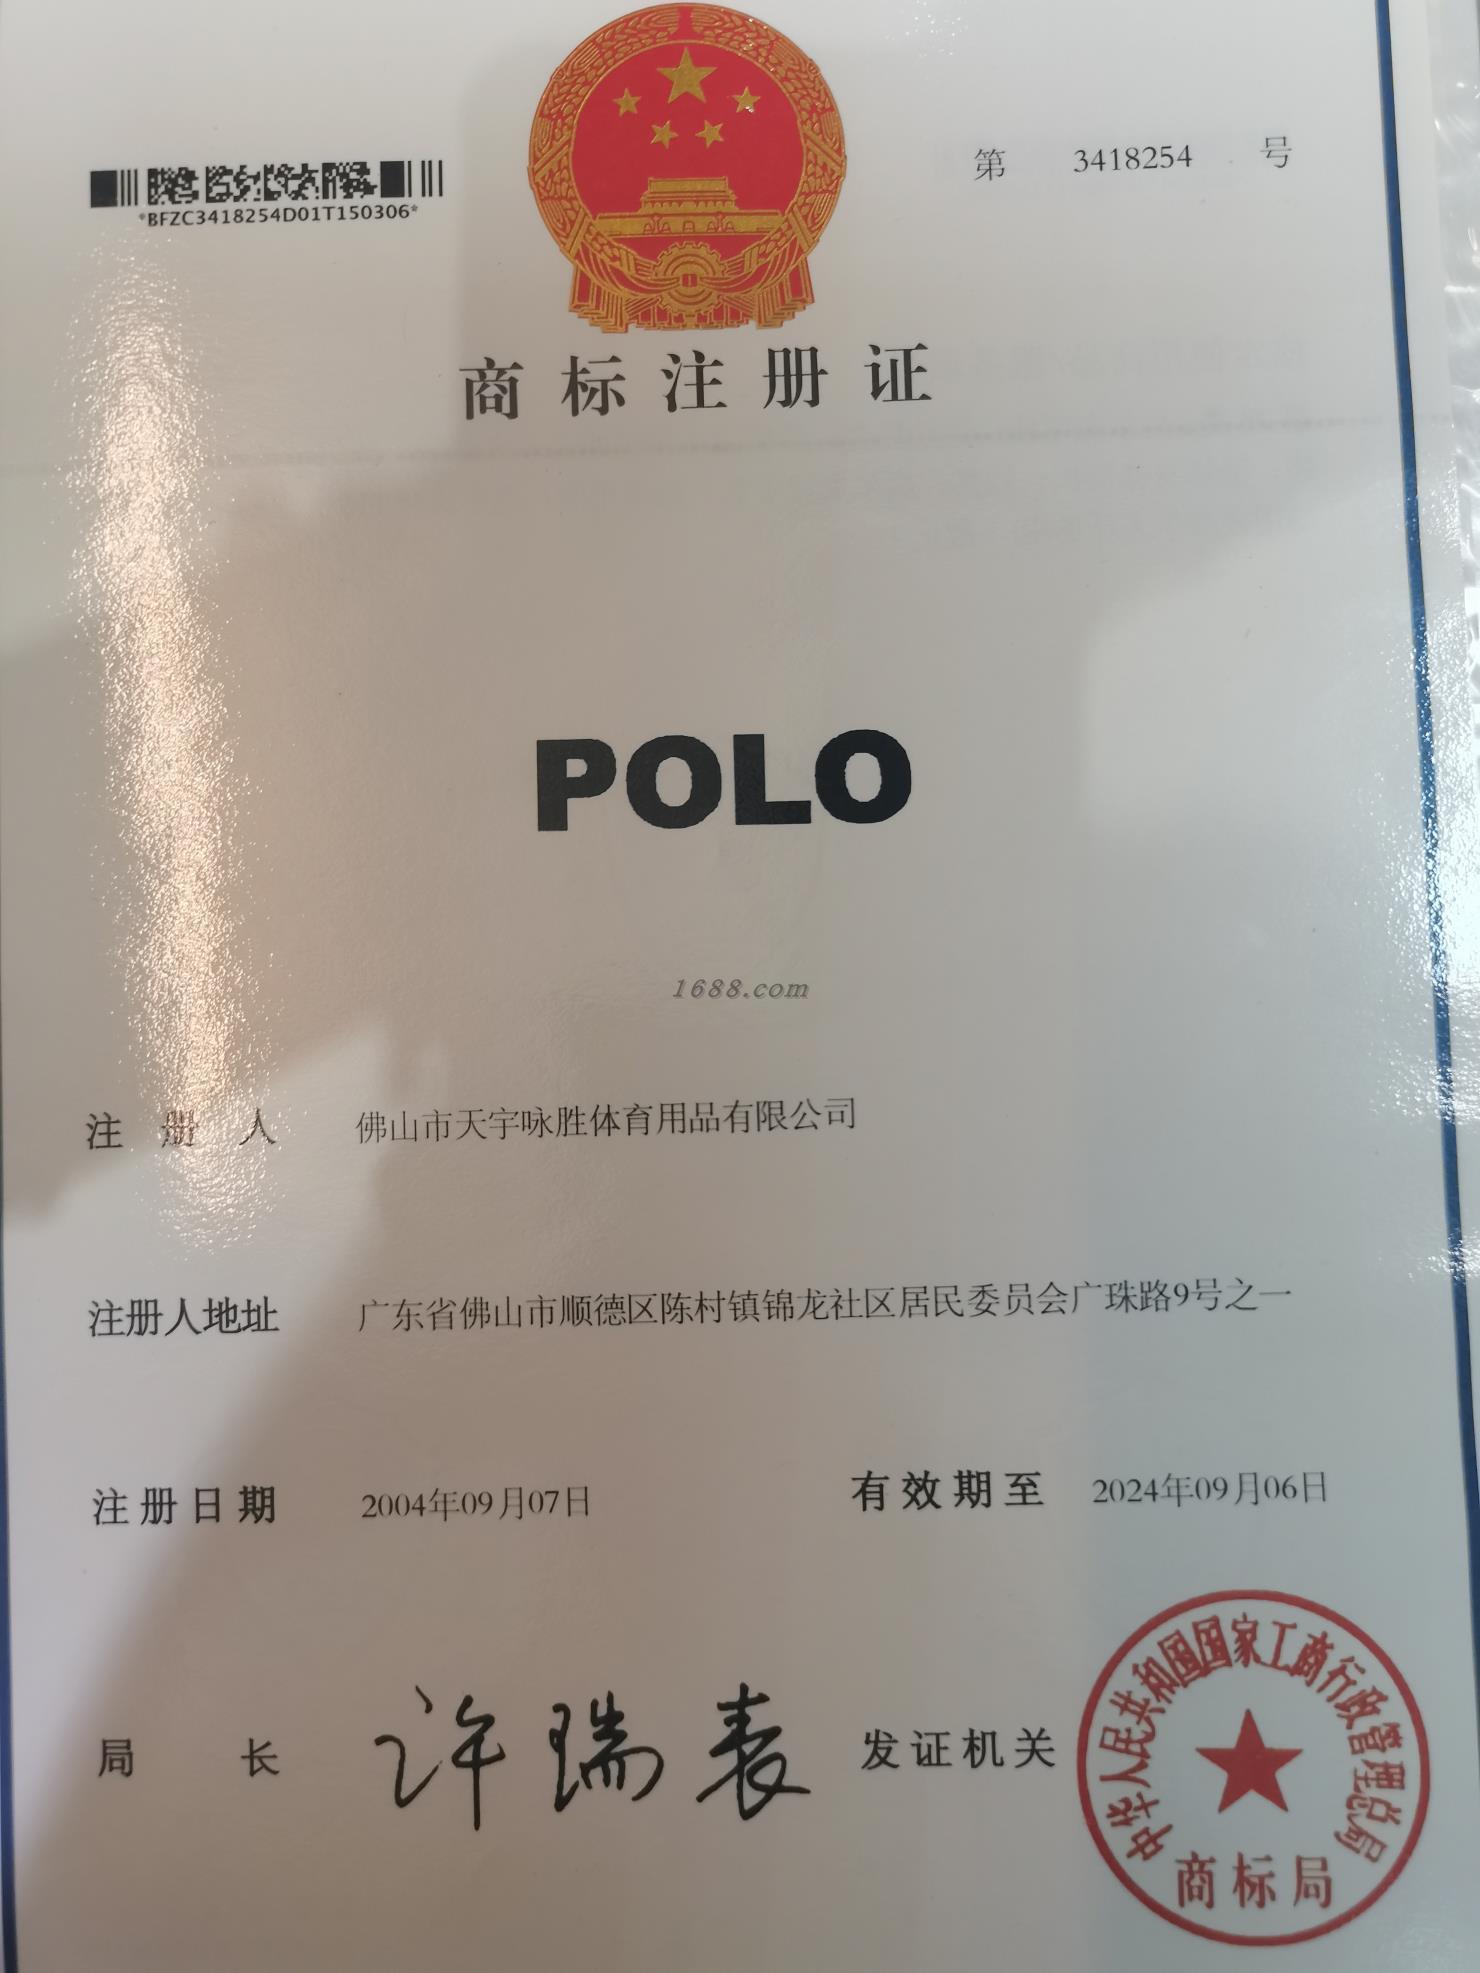 第 3418254 号
*BFZC3418254D01T150306*
商标注册证
POLO
1688.com
注册人 佛山市天宇咏胜体育用品有限公司
注册人地址 广东省佛山市顺德区陈村镇锦龙社区居民委员会广珠路9号之一
注册日期 2004年09月07日 有效期至 2024年09月06日
局长 许瑞表 发证机关
中华人民共和国国家工商行政管理总局
商标局